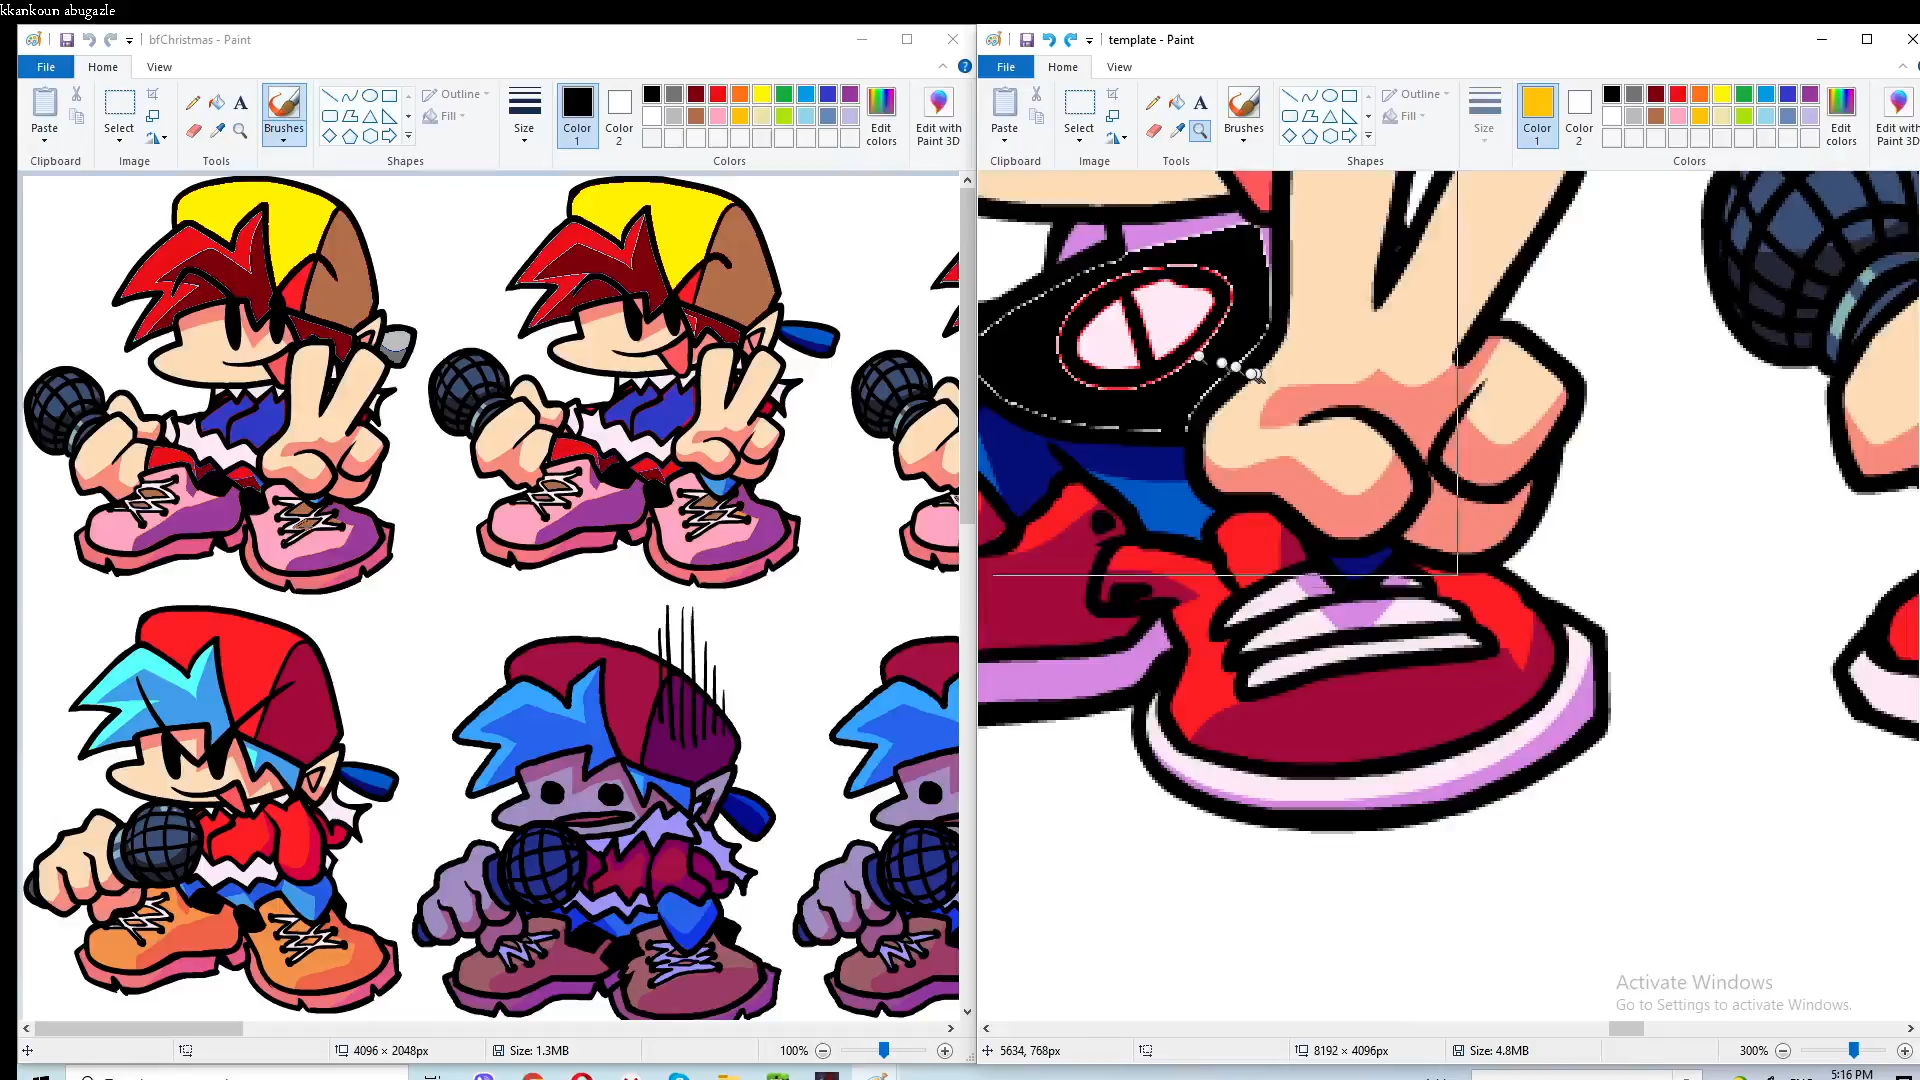 kkankoun abugazle
bfChristmas - Paint
File Home View
Paste
Select
Brushes
Outline
Fill
Size
Color 1
Color 2
Edit colors
Edit with Paint 3D
Clipboard
Image
Tools
Shapes
Colors
4096 × 2048px
Size: 1.3MB
100%
template - Paint
File Home View
Paste
Select
Brushes
Outline
Fill
Size
Color 1
Color 2
Edit colors
Edit with Paint 3D
Clipboard
Image
Tools
Shapes
Colors
Activate Windows
Go to Settings to activate Windows.
5634, 768px
8192 × 4096px
Size: 4.8MB
300%
5:16 PM